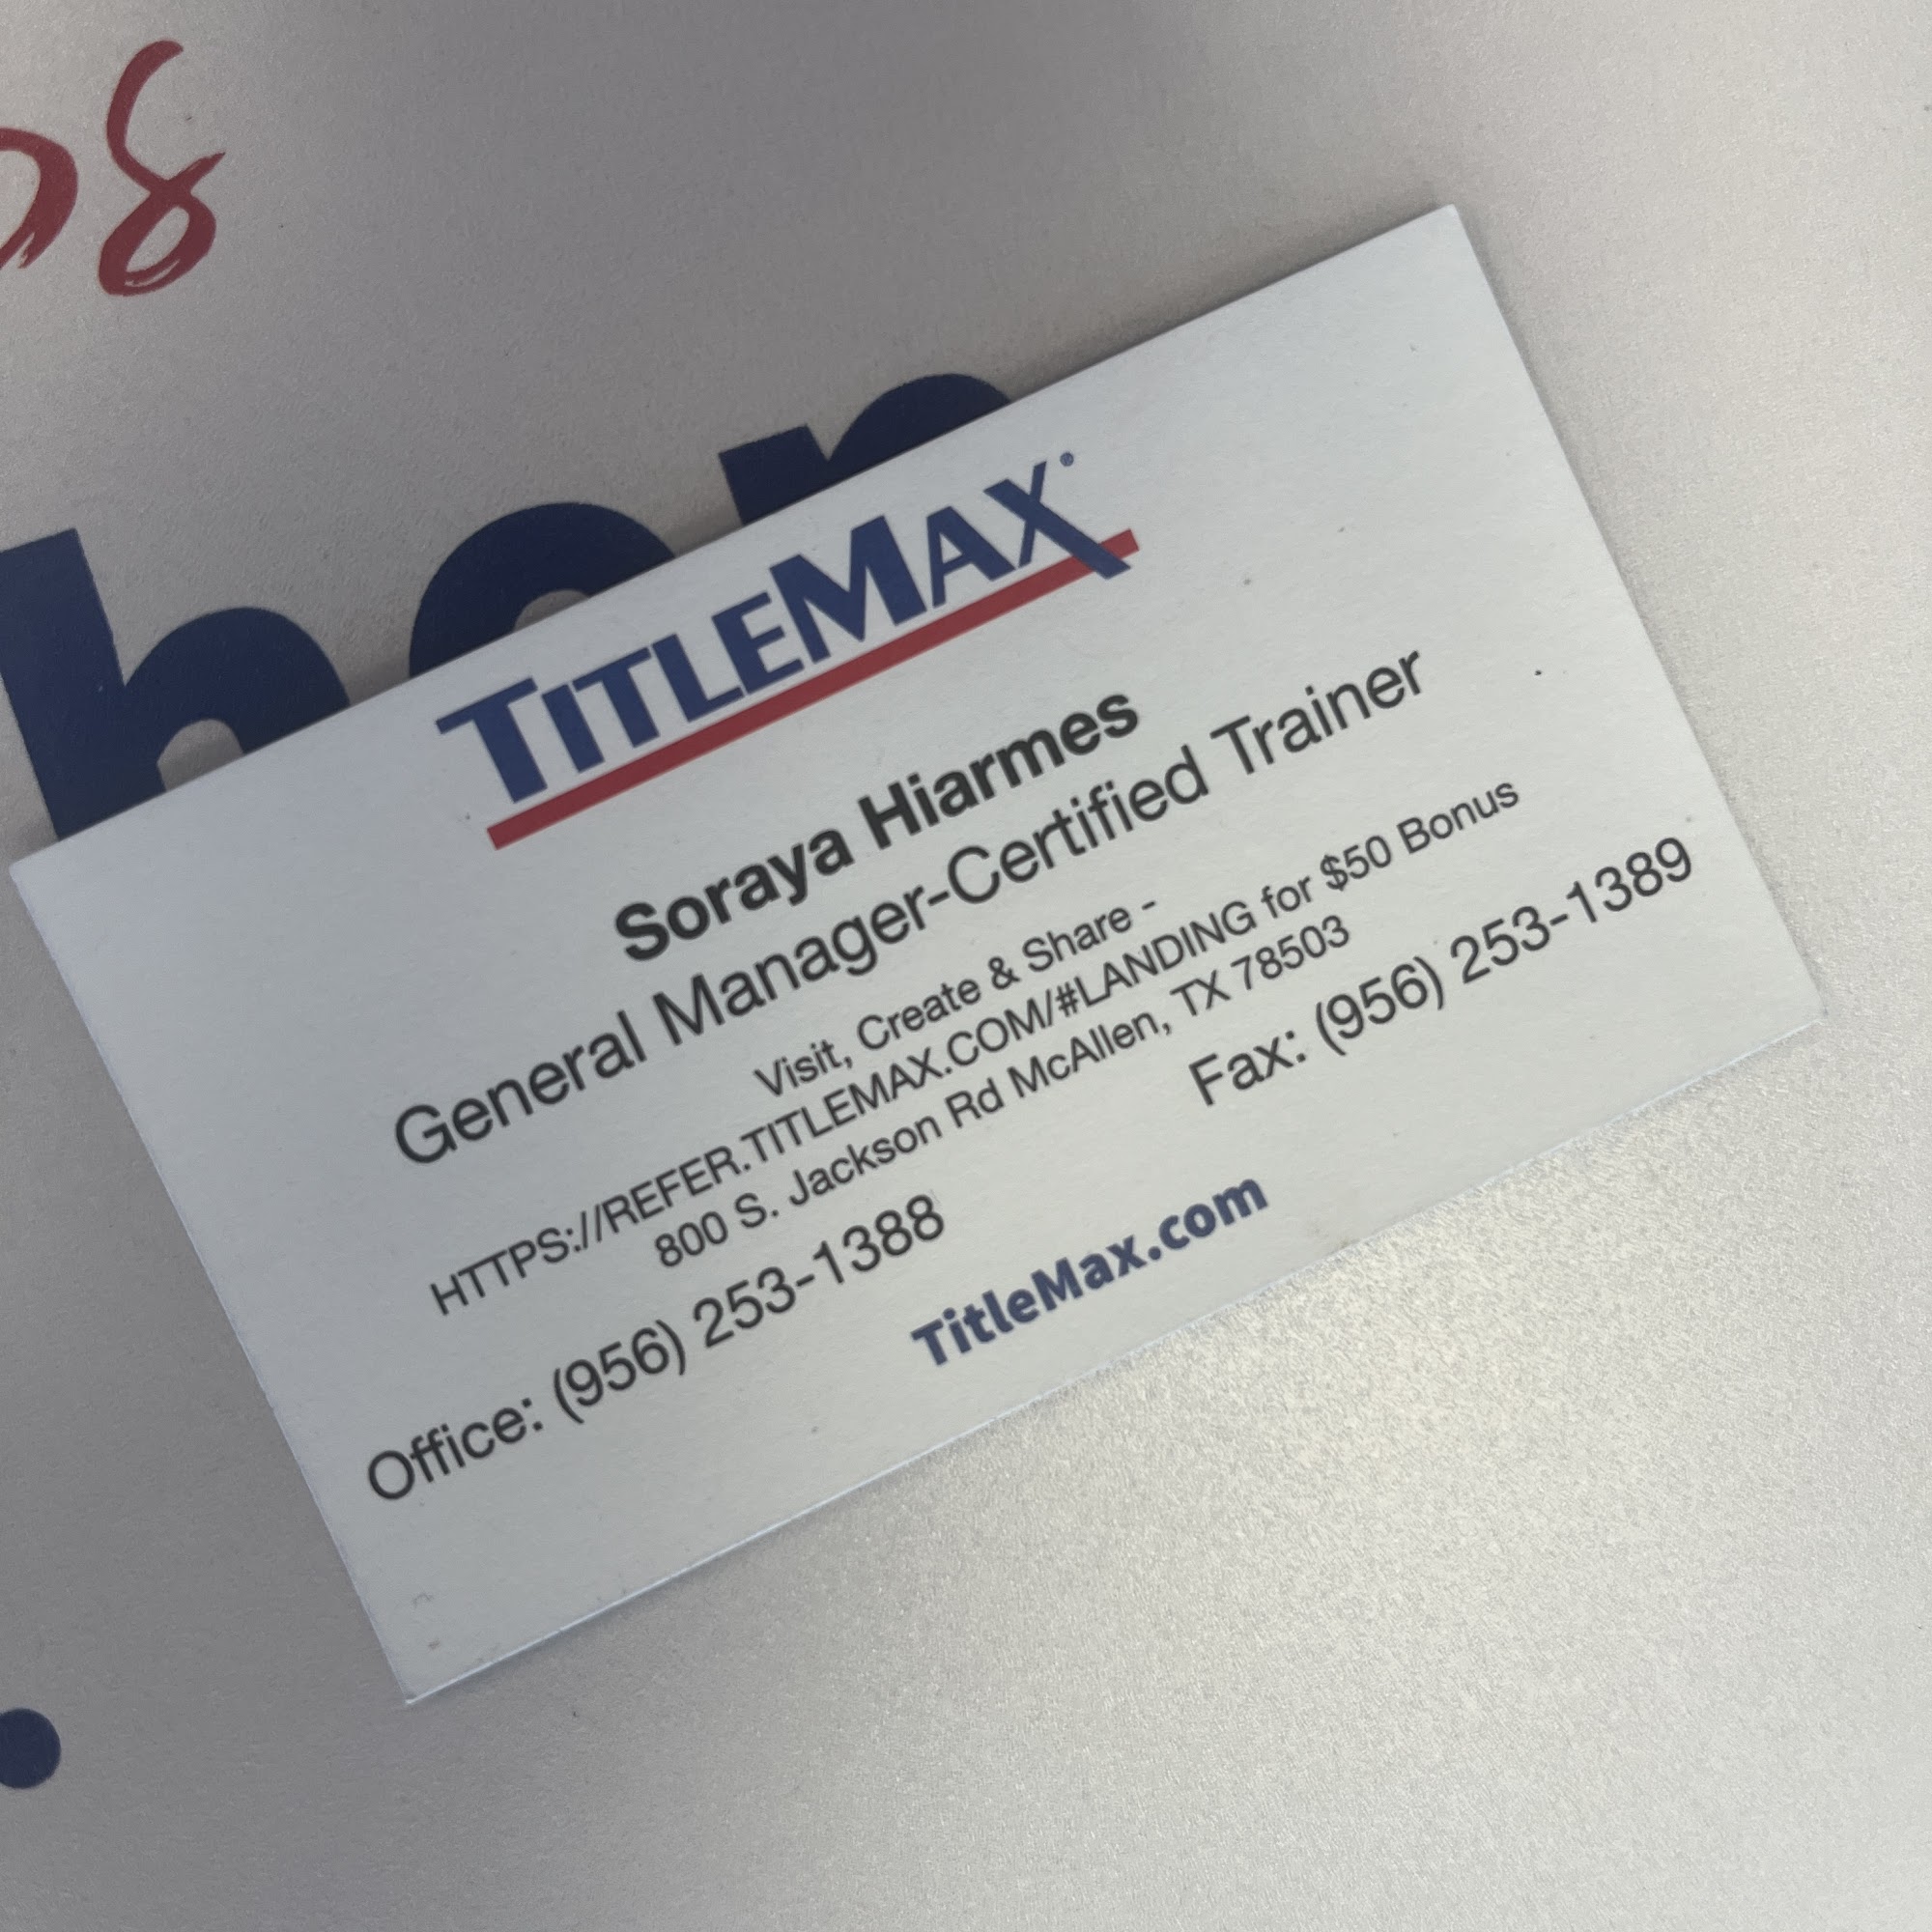 TITLEMAX®
Soraya Hiarmes
General Manager-Certified Trainer
Visit, Create & Share -
HTTPS://REFER.TITLEMAX.COM/#LANDING for $50 Bonus
800 S. Jackson Rd McAllen, TX 78503
Office: (956) 253-1388 Fax: (956) 253-1389
TitleMax.com